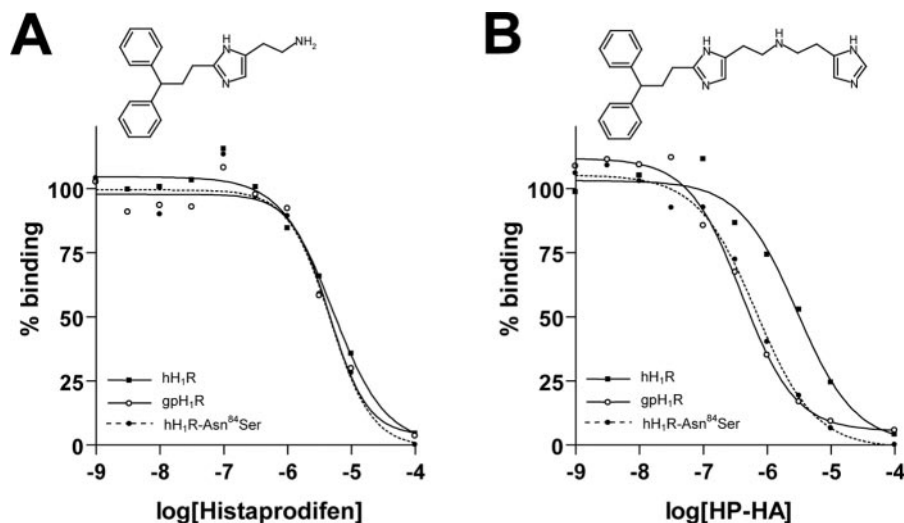 A
H
N
NH₂
N
% binding
100
75
50
25
0
hH₁R
gpH₁R
hH₁R-Asn⁸⁴Ser
-9 -8 -7 -6 -5 -4
log[Histaprodifen]
B
H
N
N
H
N
H
N
N
% binding
100
75
50
25
0
hH₁R
gpH₁R
hH₁R-Asn⁸⁴Ser
-9 -8 -7 -6 -5 -4
log[HP-HA]